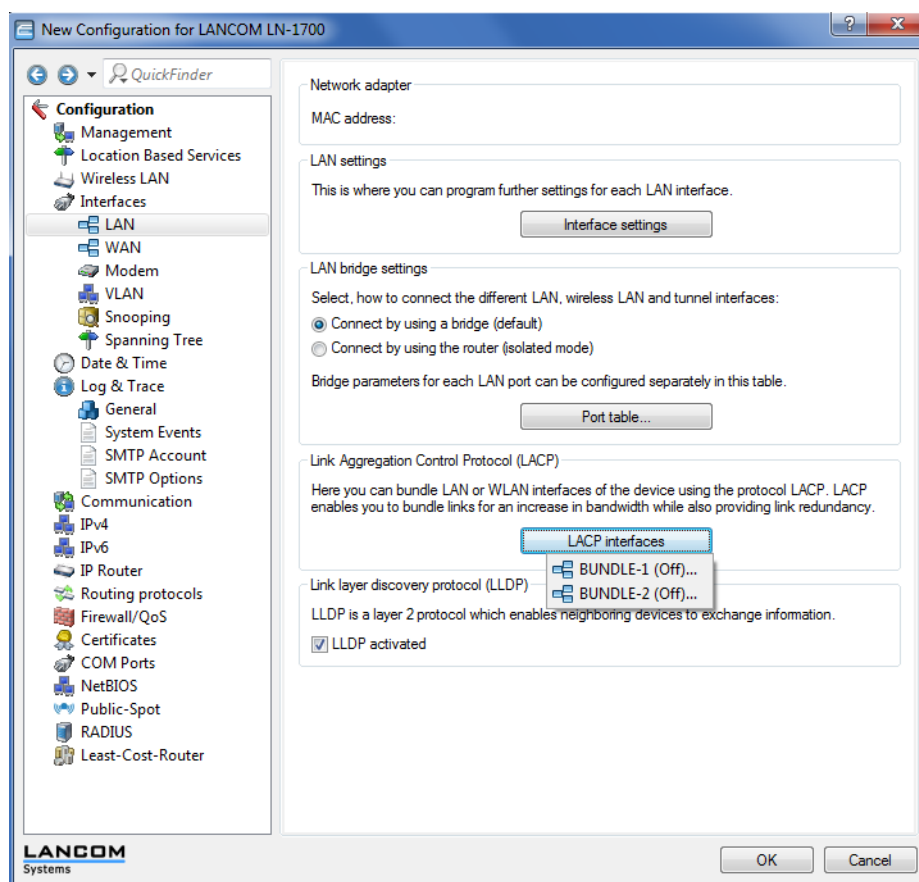 New Configuration for LANCOM LN-1700
QuickFinder
Configuration
Management
Location Based Services
Wireless LAN
Interfaces
LAN
WAN
Modem
VLAN
Snooping
Spanning Tree
Date & Time
Log & Trace
General
System Events
SMTP Account
SMTP Options
Communication
IPv4
IPv6
IP Router
Routing protocols
Firewall/QoS
Certificates
COM Ports
NetBIOS
Public-Spot
RADIUS
Least-Cost-Router
Network adapter
MAC address:
LAN settings
This is where you can program further settings for each LAN interface.
Interface settings
LAN bridge settings
Select, how to connect the different LAN, wireless LAN and tunnel interfaces:
Connect by using a bridge (default)
Connect by using the router (isolated mode)
Bridge parameters for each LAN port can be configured separately in this table.
Port table...
Link Aggregation Control Protocol (LACP)
Here you can bundle LAN or WLAN interfaces of the device using the protocol LACP. LACP
enables you to bundle links for an increase in bandwidth while also providing link redundancy.
LACP interfaces
BUNDLE-1 (Off)...
BUNDLE-2 (Off)...
Link layer discovery protocol (LLDP)
LLDP is a layer 2 protocol which enables neighboring devices to exchange information.
LLDP activated
LANCOM
Systems
OK
Cancel